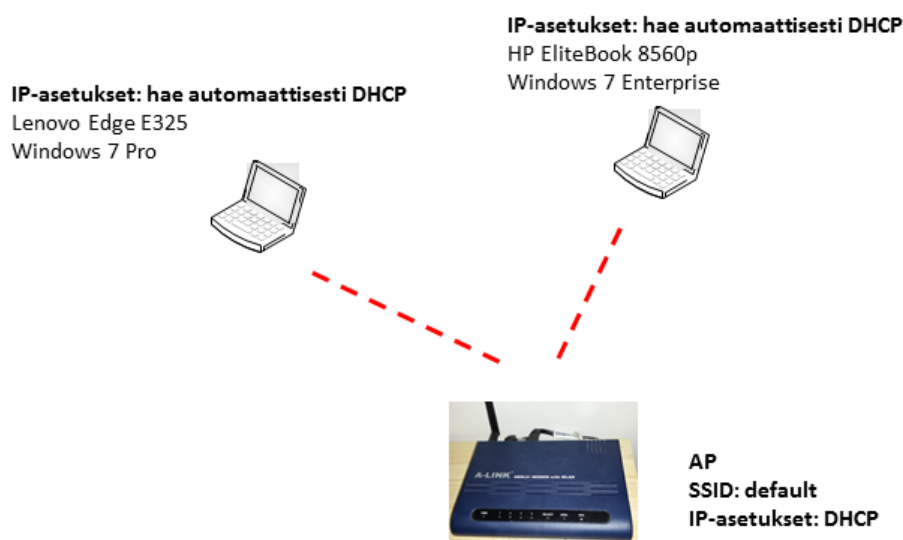 IP-asetukset: hae automaattisesti DHCP
HP EliteBook 8560p
Windows 7 Enterprise
IP-asetukset: hae automaattisesti DHCP
Lenovo Edge E325
Windows 7 Pro
A-LINK
AP
SSID: default
IP-asetukset: DHCP